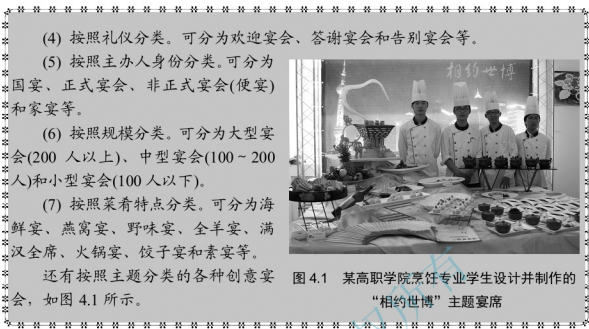 (4) 按照礼仪分类。可分为欢迎宴会、答谢宴会和告别宴会等。
(5) 按照主办人身份分类。可分为
国宴、正式宴会、非正式宴会(便宴)
和家宴等。
(6) 按照规模分类。可分为大型宴
会(200 人以上)、中型宴会(100～200
人)和小型宴会(100 人以下)。
(7) 按照菜肴特点分类。可分为海
鲜宴、燕窝宴、野味宴、全羊宴、满
汉全席、火锅宴、饺子宴和素宴等。
还有按照主题分类的各种创意宴
会，如图 4.1 所示。
相约世博
图 4.1 某高职学院烹饪专业学生设计并制作的
“相约世博”主题宴席